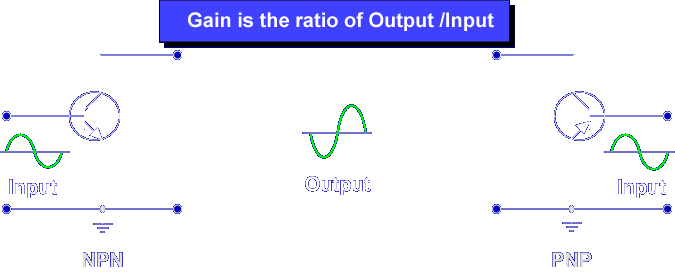 Gain is the ratio of Output /Input
Input
Output
Input
NPN
PNP